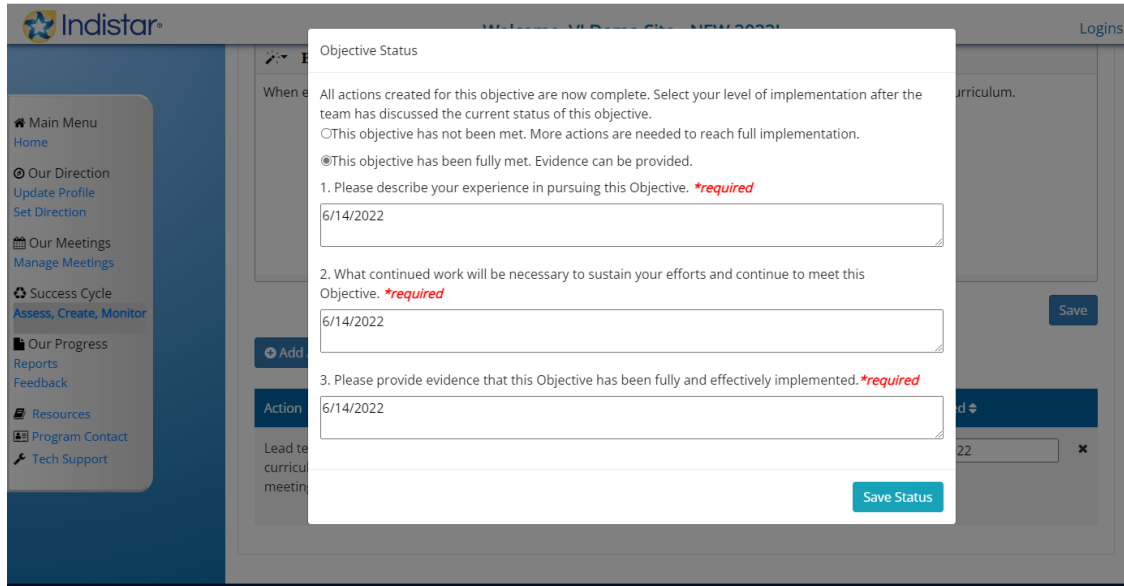 Indistar®
Logins
Main Menu
Home
Our Direction
Update Profile
Set Direction
Our Meetings
Manage Meetings
Success Cycle
Assess, Create, Monitor
Our Progress
Reports
Feedback
Resources
Program Contact
Tech Support
When e
urriculum.
Save
Add
Action
ed
Lead te
curricul
meeting
22
Objective Status
All actions created for this objective are now complete. Select your level of implementation after the
team has discussed the current status of this objective.
This objective has not been met. More actions are needed to reach full implementation.
This objective has been fully met. Evidence can be provided.
1. Please describe your experience in pursuing this Objective. *required
6/14/2022
2. What continued work will be necessary to sustain your efforts and continue to meet this
Objective. *required
6/14/2022
3. Please provide evidence that this Objective has been fully and effectively implemented.*required
6/14/2022
Save Status